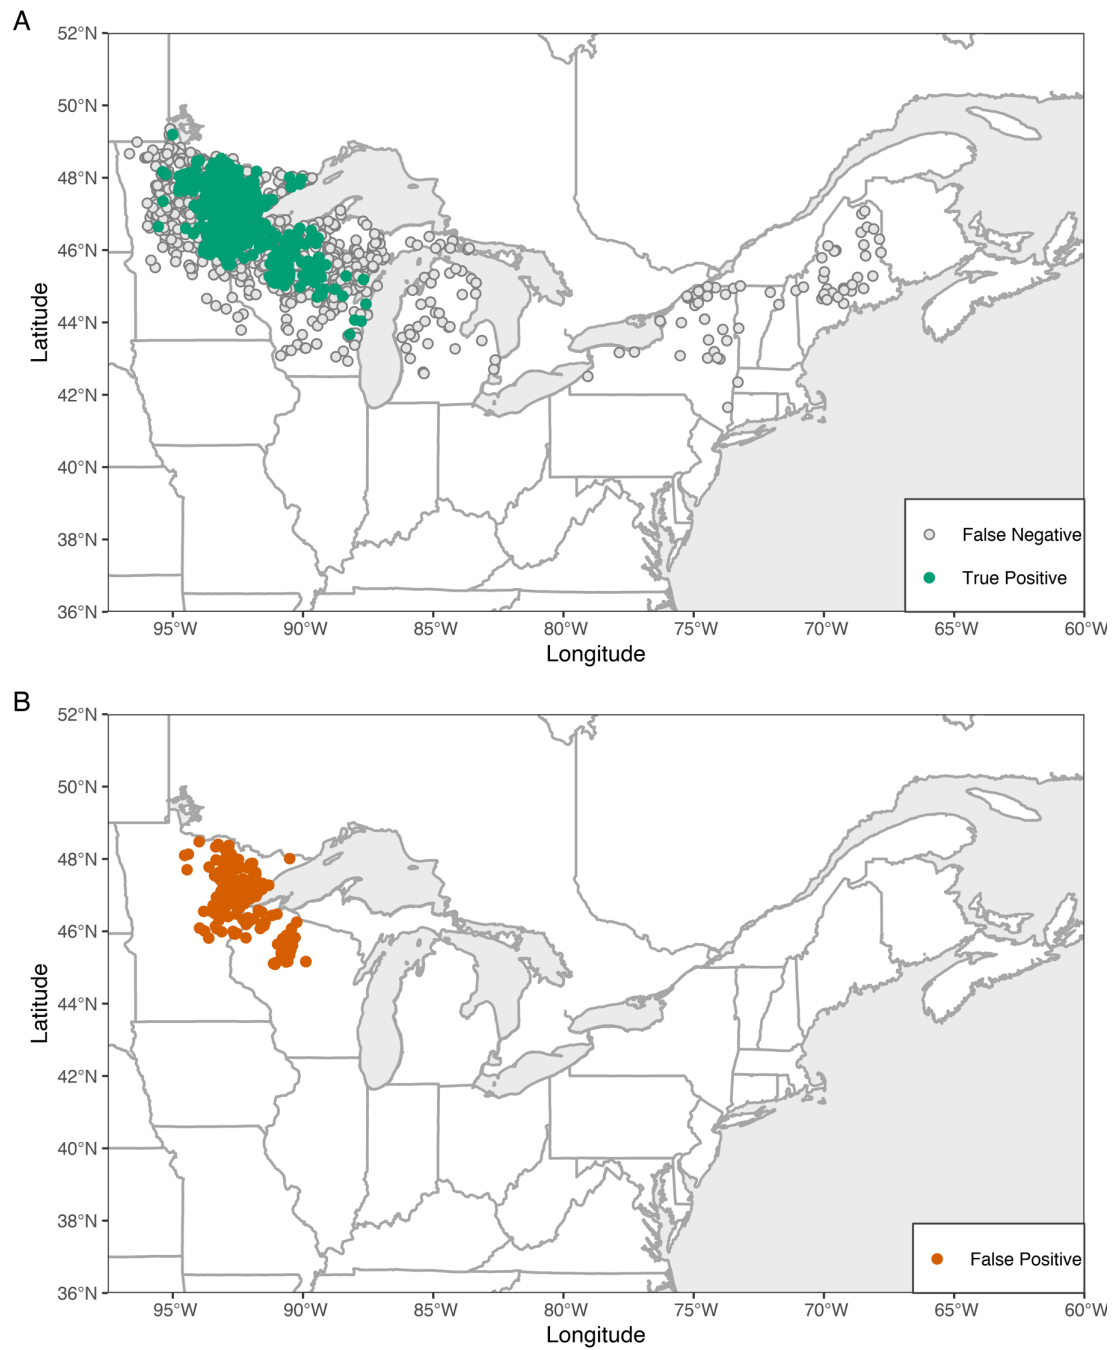 A
52°N
50°N
48°N
46°N
44°N
42°N
40°N
38°N
36°N
Latitude
False Negative
True Positive
95°W 90°W 85°W 80°W 75°W 70°W 65°W 60°W
Longitude
B
52°N
50°N
48°N
46°N
44°N
42°N
40°N
38°N
36°N
Latitude
False Positive
95°W 90°W 85°W 80°W 75°W 70°W 65°W 60°W
Longitude